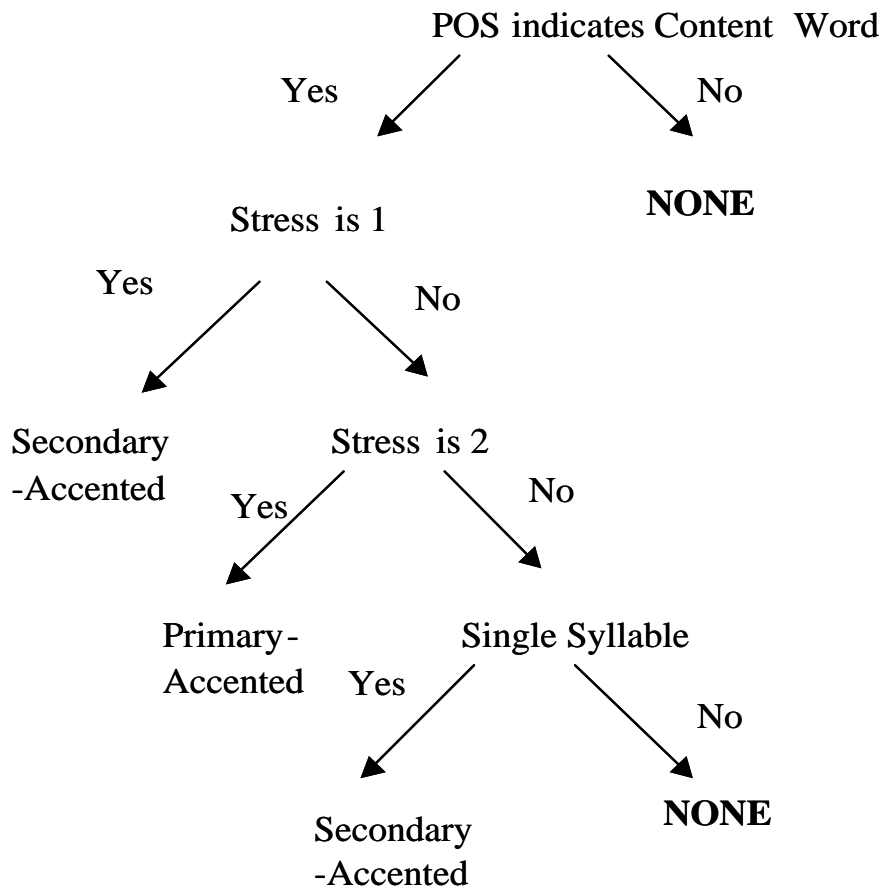 POS indicates Content Word
Yes
No
NONE
Stress is 1
Yes
No
Secondary
-Accented
Stress is 2
Yes
No
Primary-
Accented
Single Syllable
Yes
No
NONE
Secondary
-Accented